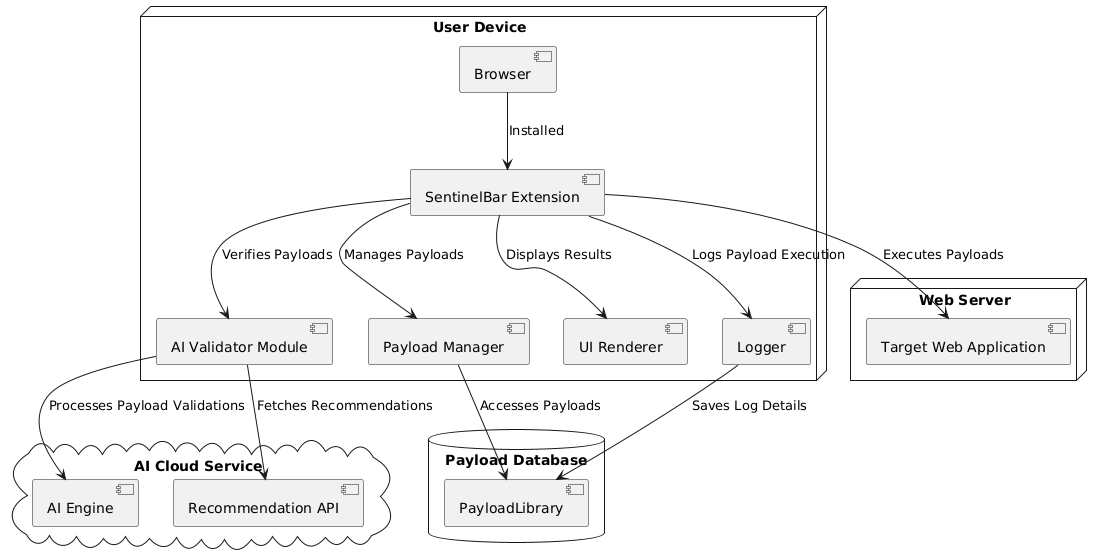 User Device
Browser
Installed
SentinelBar Extension
Verifies Payloads
Manages Payloads
Displays Results
Logs Payload Execution
Executes Payloads
Web Server
AI Validator Module
Payload Manager
UI Renderer
Logger
Target Web Application
Processes Payload Validations
Fetches Recommendations
Accesses Payloads
Saves Log Details
AI Cloud Service
Payload Database
AI Engine
Recommendation API
PayloadLibrary